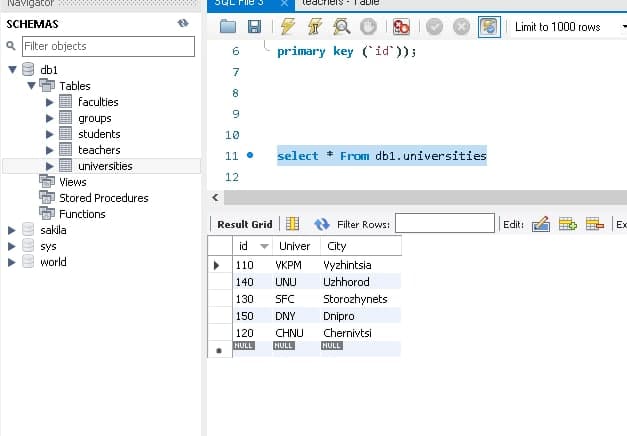 Navigator
SQL File 3 teachers - Table
SCHEMAS
Filter objects
db1
Tables
faculties
groups
students
teachers
universities
Views
Stored Procedures
Functions
sakila
sys
world
Limit to 1000 rows
6 primary key (`id`));
7
8
9
10
11 select * From db1.universities
12
Result Grid Filter Rows: Edit: Ex
id Univer City
110 VKPM Vyzhintsia
140 UNU Uzhhorod
130 SFC Storozhynets
150 DNY Dnipro
120 CHNU Chernivtsi
NULL NULL NULL